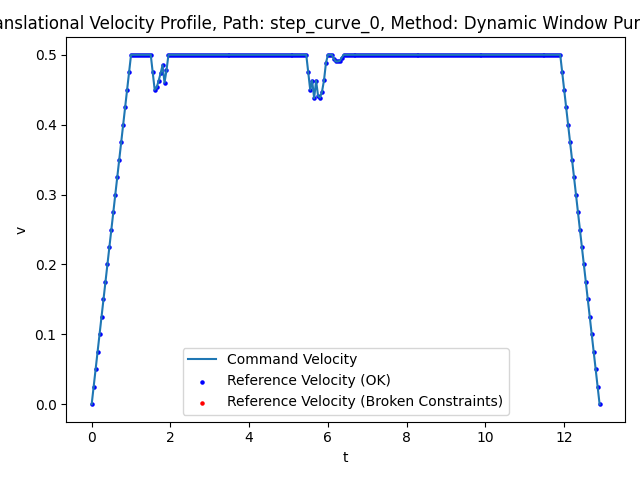 anslational Velocity Profile, Path: step_curve_0, Method: Dynamic Window Pur
0.5
0.4
0.3
0.2
0.1
0.0
v
Command Velocity
Reference Velocity (OK)
Reference Velocity (Broken Constraints)
0 2 4 6 8 10 12
t